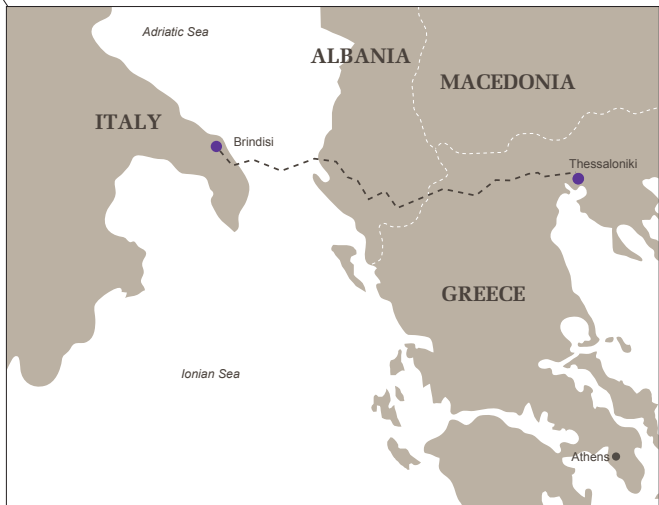 Adriatic Sea
ALBANIA
MACEDONIA
ITALY
Brindisi
Thessaloniki
GREECE
Ionian Sea
Athens